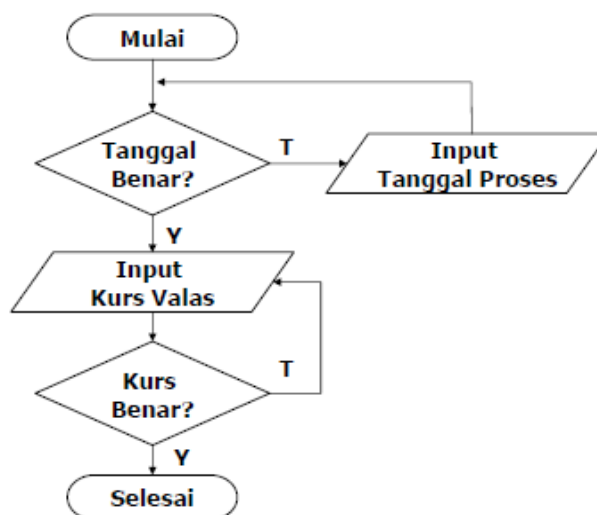 Mulai
Tanggal
Benar?
T
Input
Tanggal Proses
Y
Input
Kurs Valas
Kurs
Benar?
T
Y
Selesai